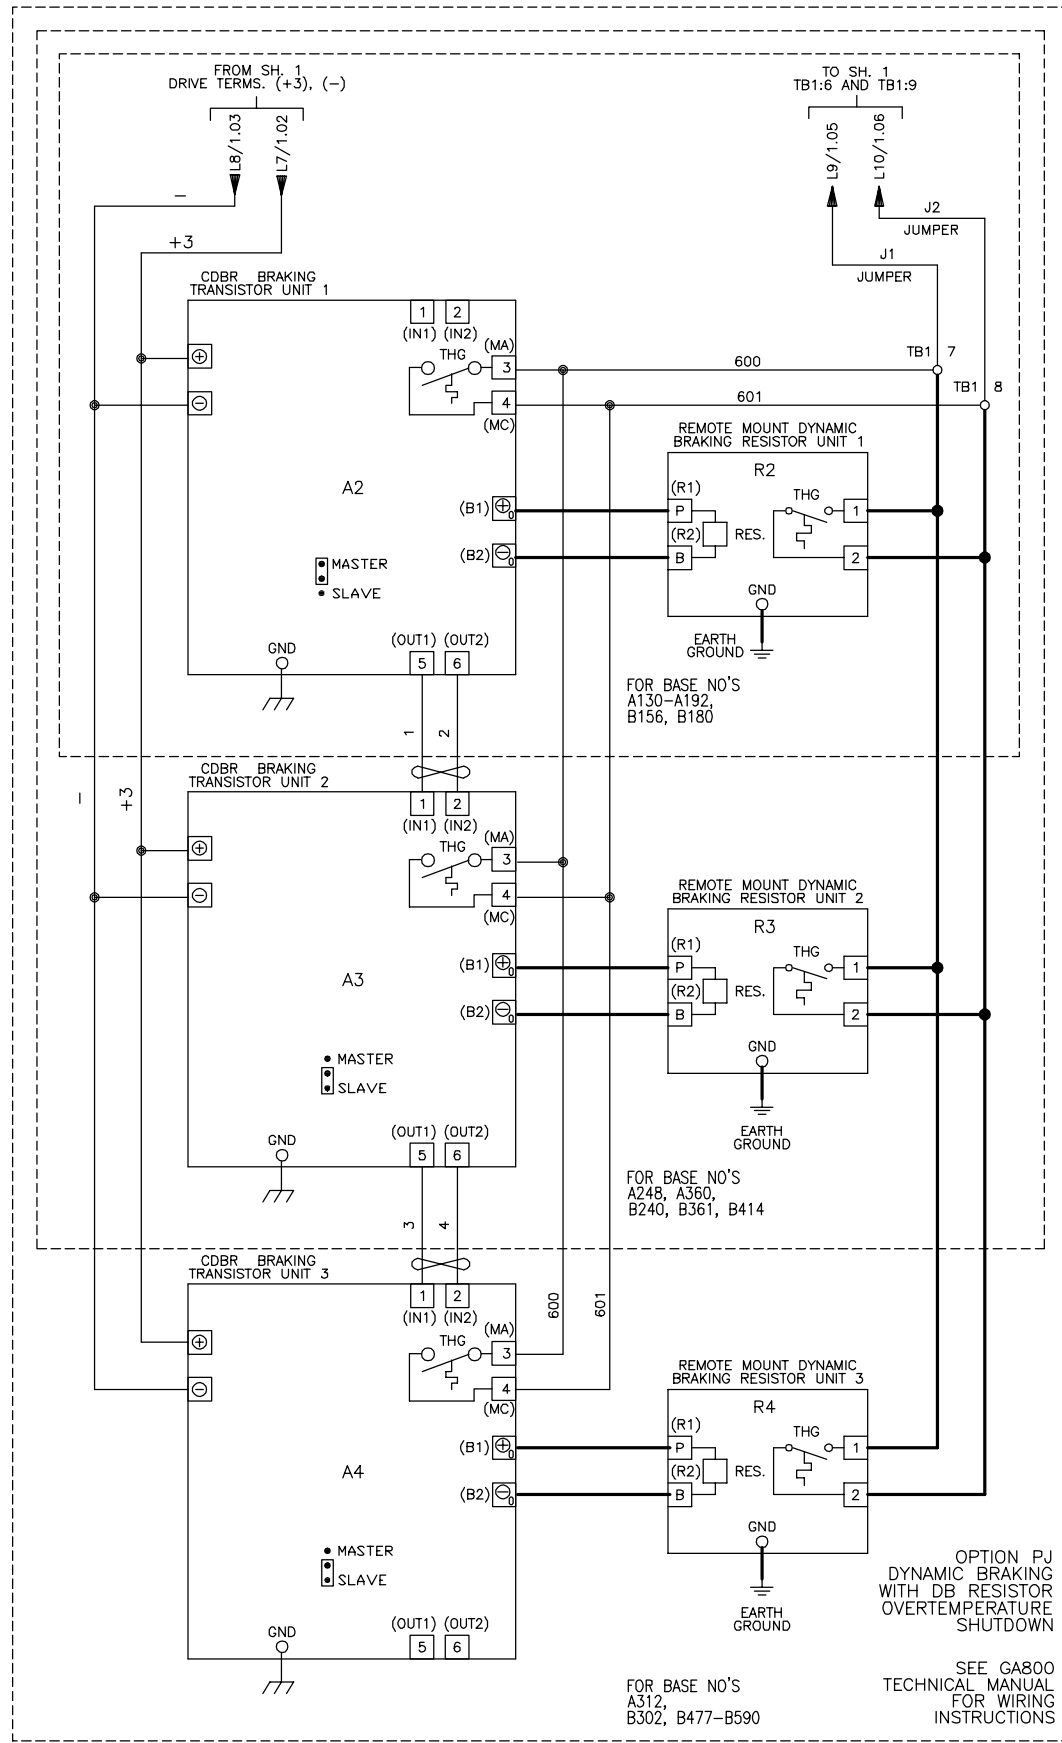 FROM SH. 1
DRIVE TERMS. (+3), (−)
L8/1.03
L7/1.02
TO SH. 1
TB1:6 AND TB1:9
L9/1.05
L10/1.06
−
+3
J2
JUMPER
J1
JUMPER
CDBR BRAKING
TRANSISTOR UNIT 1
1 2
(IN1) (IN2)
THG
(MA)
3
4
(MC)
600
601
TB1 7
TB1 8
+
−
A2
(B1) + 0
(B2) − 0
MASTER
SLAVE
GND
(OUT1) (OUT2)
5 6
REMOTE MOUNT DYNAMIC
BRAKING RESISTOR UNIT 1
R2
(R1)
P
(R2)
B
RES.
THG
1
2
GND
EARTH
GROUND
FOR BASE NO'S
A130−A192,
B156, B180
1 2
−
+3
CDBR BRAKING
TRANSISTOR UNIT 2
1 2
(IN1) (IN2)
THG
(MA)
3
4
(MC)
+
−
A3
(B1) + 0
(B2) − 0
MASTER
SLAVE
GND
(OUT1) (OUT2)
5 6
REMOTE MOUNT DYNAMIC
BRAKING RESISTOR UNIT 2
R3
(R1)
P
(R2)
B
RES.
THG
1
2
GND
EARTH
GROUND
FOR BASE NO'S
A248, A360,
B240, B361, B414
3 4
CDBR BRAKING
TRANSISTOR UNIT 3
1 2
(IN1) (IN2)
600
601
THG
(MA)
3
4
(MC)
+
−
A4
(B1) + 0
(B2) − 0
MASTER
SLAVE
GND
(OUT1) (OUT2)
5 6
REMOTE MOUNT DYNAMIC
BRAKING RESISTOR UNIT 3
R4
(R1)
P
(R2)
B
RES.
THG
1
2
GND
EARTH
GROUND
FOR BASE NO'S
A312,
B302, B477−B590
OPTION PJ
DYNAMIC BRAKING
WITH DB RESISTOR
OVERTEMPERATURE
SHUTDOWN
SEE GA800
TECHNICAL MANUAL
FOR WIRING
INSTRUCTIONS